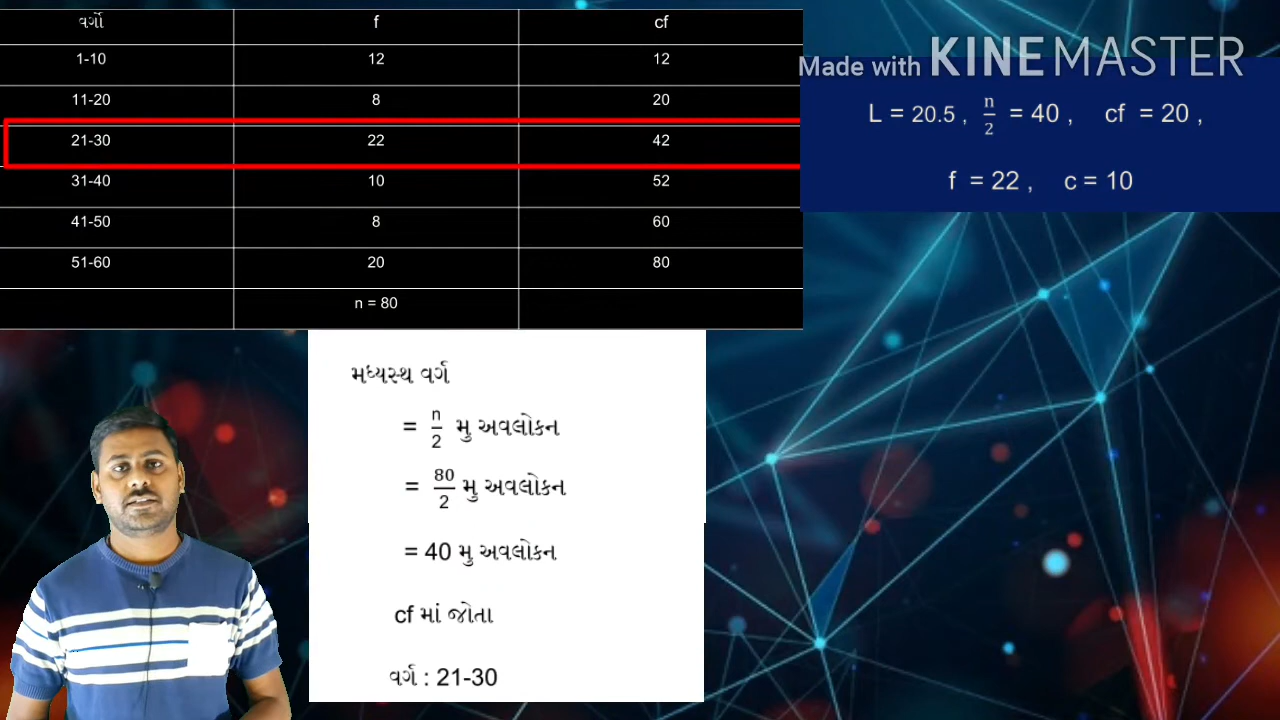 વર્ગો f cf
1-10 12 12
11-20 8 20
21-30 22 42
31-40 10 52
41-50 8 60
51-60 20 80
n = 80
Made with KINEMASTER
L = 20.5 , n/2 = 40 , cf = 20 ,
f = 22 , c = 10
મધ્યસ્થ વર્ગ
= n/2 મુ અવલોકન
= 80/2 મુ અવલોકન
= 40 મુ અવલોકન
cf માં જોતા
વર્ગ : 21-30